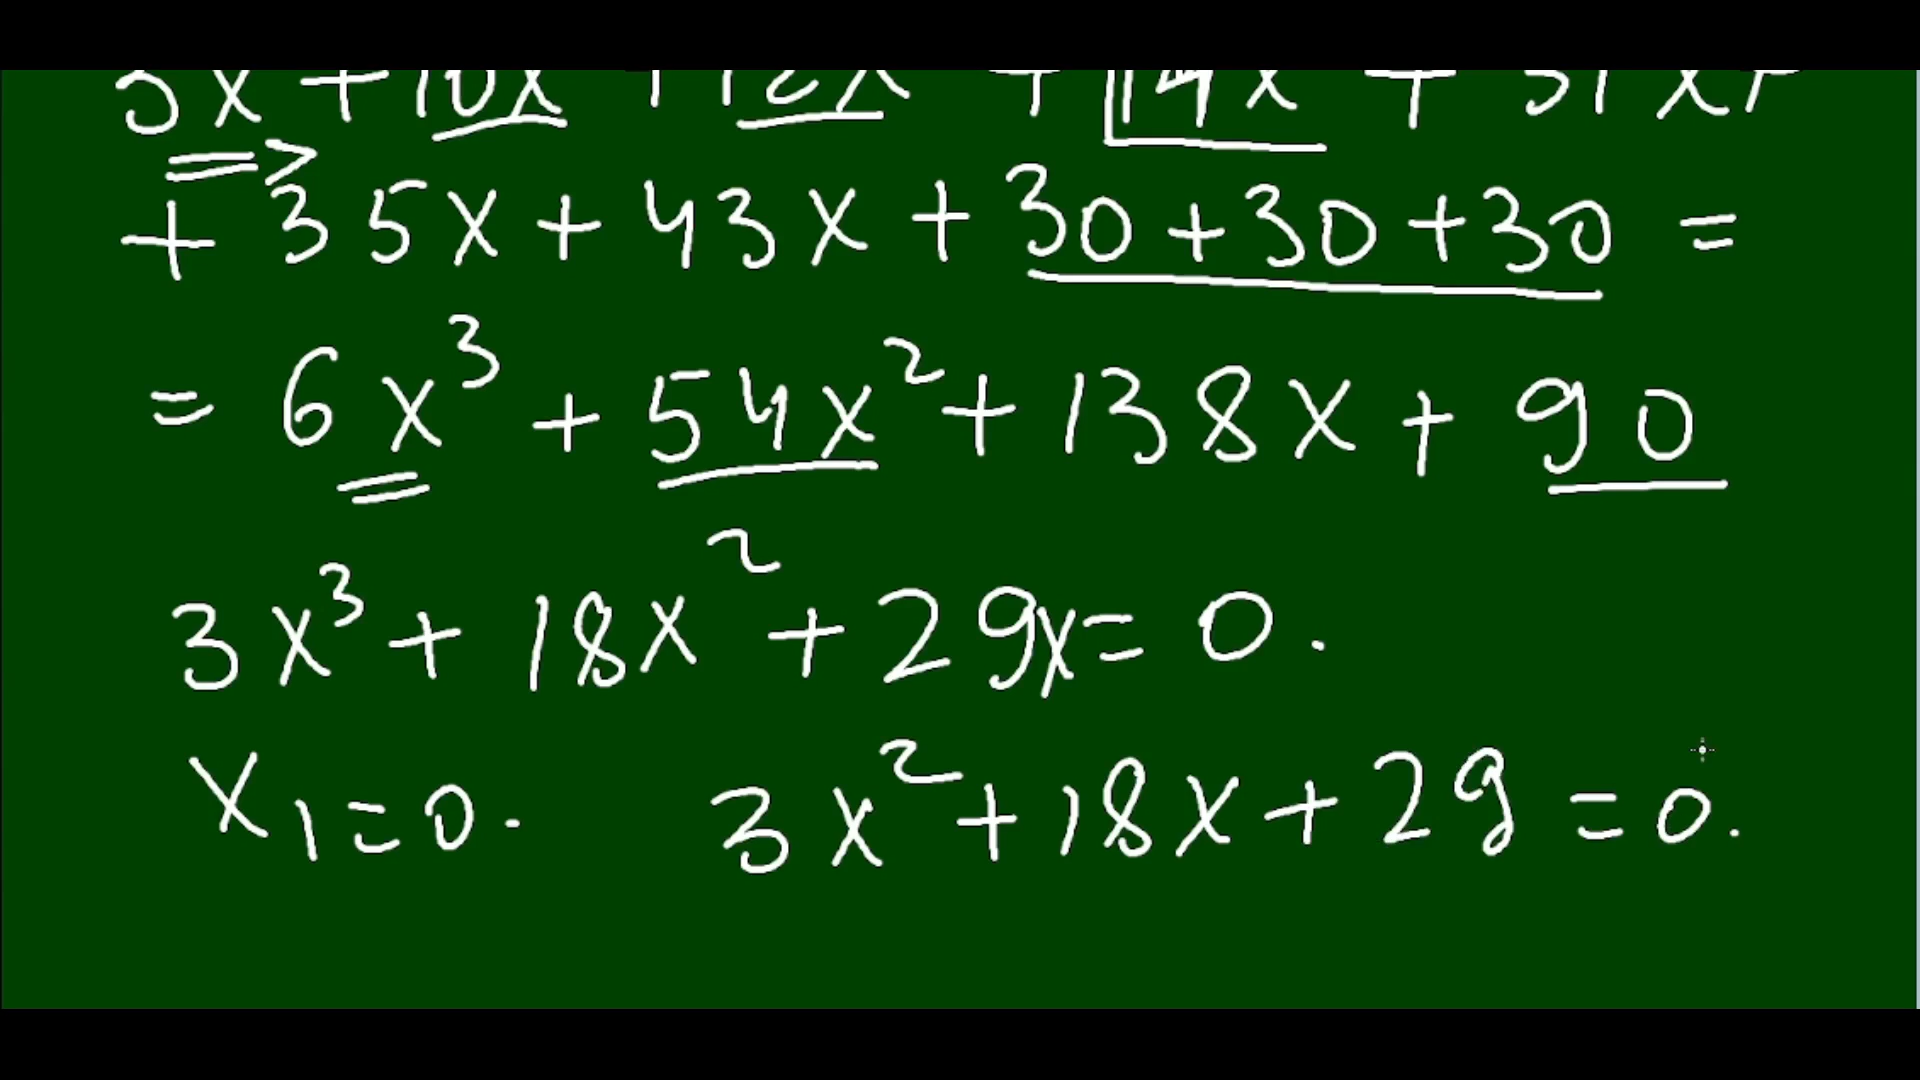 + 35x + 43x + 30 + 30 + 30 =
= 6x³ + 54x² + 138x + 90
3x³ + 18x² + 29x = 0.
x₁ = 0. 3x² + 18x + 29 = 0.